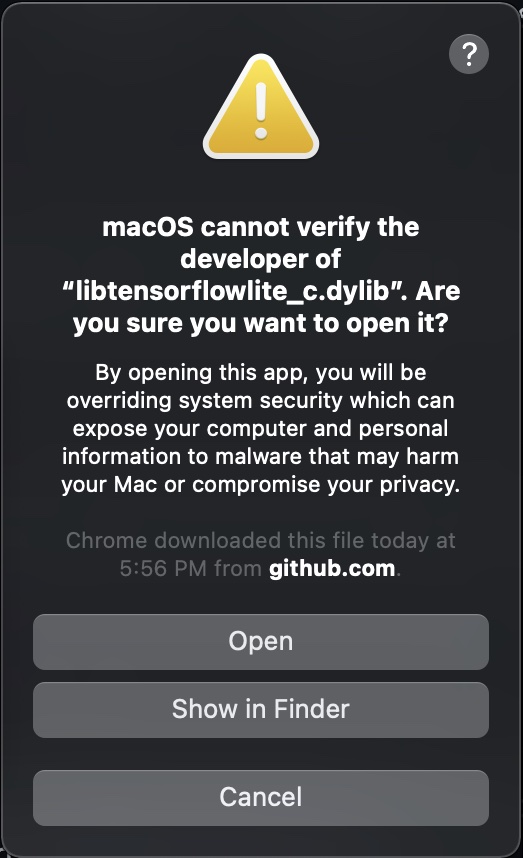 ?
macOS cannot verify the
developer of
“libtensorflowlite_c.dylib”. Are
you sure you want to open it?
By opening this app, you will be
overriding system security which can
expose your computer and personal
information to malware that may harm
your Mac or compromise your privacy.
Chrome downloaded this file today at
5:56 PM from github.com.
Open
Show in Finder
Cancel